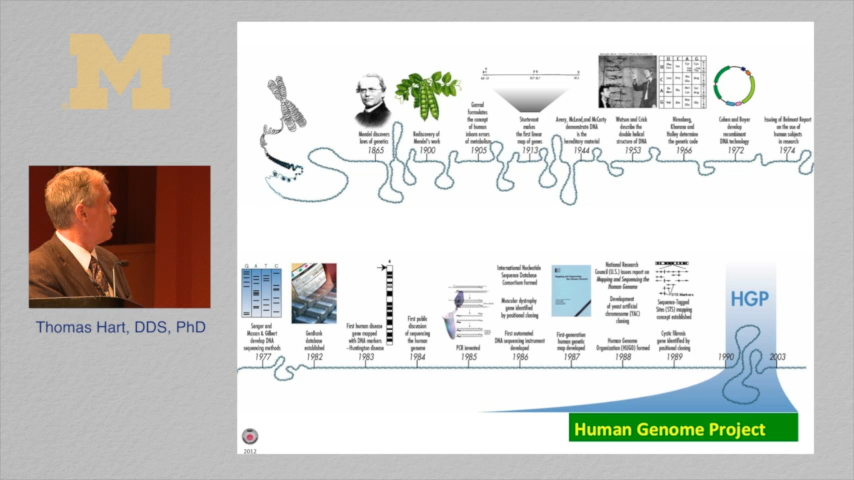 M
Thomas Hart, DDS, PhD
Mendel discovers
laws of genetics
1865
Rediscovery of
Mendel's work
1900
Garrod
formulates
the concept
of human
inborn errors
of metabolism
1905
Sturtevant
makes
the first linear
map of genes
1913
Avery, McLeod, and McCarty
demonstrate DNA
is the
hereditary material
1944
Watson and Crick
describe the
double helical
structure of DNA
1953
Nirenberg,
Khorana and
Holley determine
the genetic code
1966
Cohen and Boyer
develop
recombinant
DNA technology
1972
Issuing of Belmont Report
on the use of
human subjects
in research
1974
G A T C
Sanger and
Maxam & Gilbert
develop DNA
sequencing methods
1977
GenBank
database
established
1982
First human disease
gene mapped
with DNA markers
–Huntington disease
1983
First public
discussion
of sequencing
the human
genome
1984
PCR invented
1985
International Nucleotide
Sequence Database
Consortium formed
Muscular dystrophy
gene identified
by positional cloning
First automated
DNA sequencing instrument
developed
1986
First-generation
human genetic
map developed
1987
National Research
Council (U.S.) issues report on
Mapping and Sequencing the
Human Genome
Development
of yeast artificial
chromosome (YAC)
cloning
Human Genome
Organization (HUGO) formed
1988
STS Markers
Sequence-Tagged
Sites (STS) mapping
concept established
Cystic fibrosis
gene identified by
positional cloning
1989
HGP
1990
2003
Human Genome Project
2012